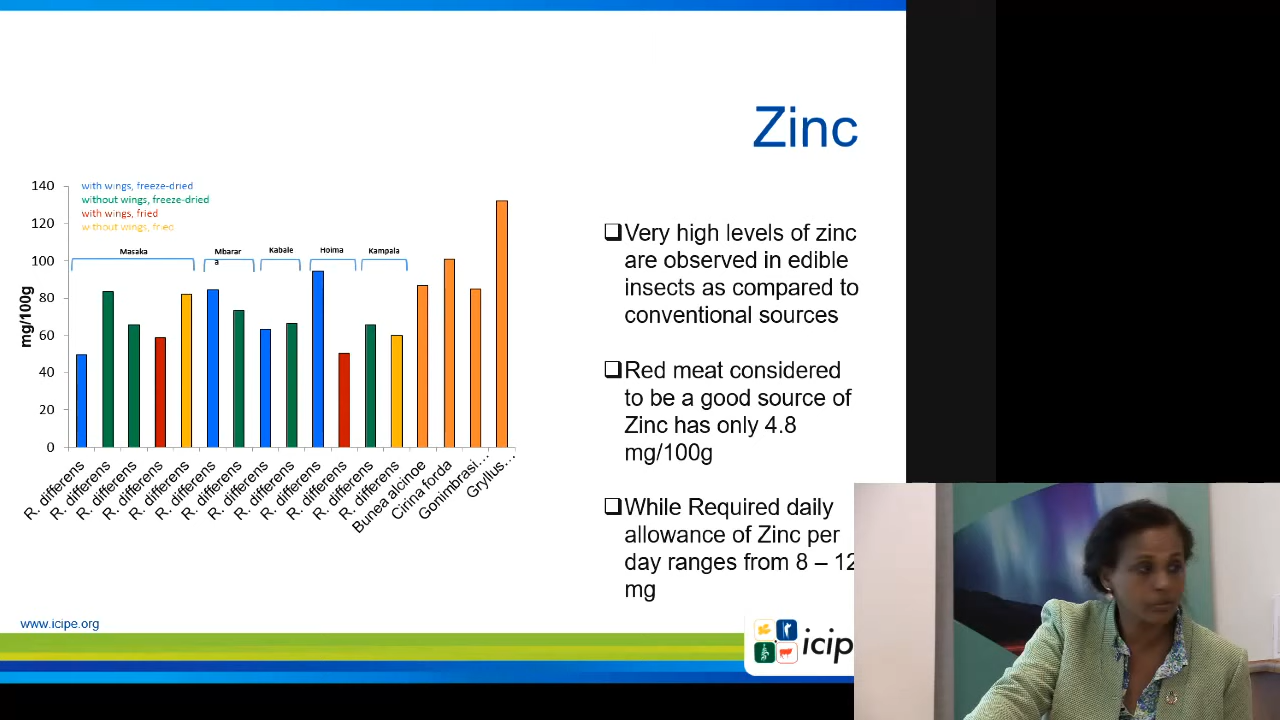 Zinc
140
120
100
80
60
40
20
0
mg/100g
with wings, freeze-dried
without wings, freeze-dried
with wings, fried
without wings, fried
Masaka
Mbarar
a
Kabale
Hoima
Kampala
R. differens
R. differens
R. differens
R. differens
R. differens
R. differens
R. differens
R. differens
R. differens
R. differens
R. differens
R. differens
R. differens
Bunea alcinoe
Cirina forda
Gonimbrasi...
Gryllus...
Very high levels of zinc
are observed in edible
insects as compared to
conventional sources
Red meat considered
to be a good source of
Zinc has only 4.8
mg/100g
While Required daily
allowance of Zinc per
day ranges from 8 – 12
mg
www.icipe.org
icip